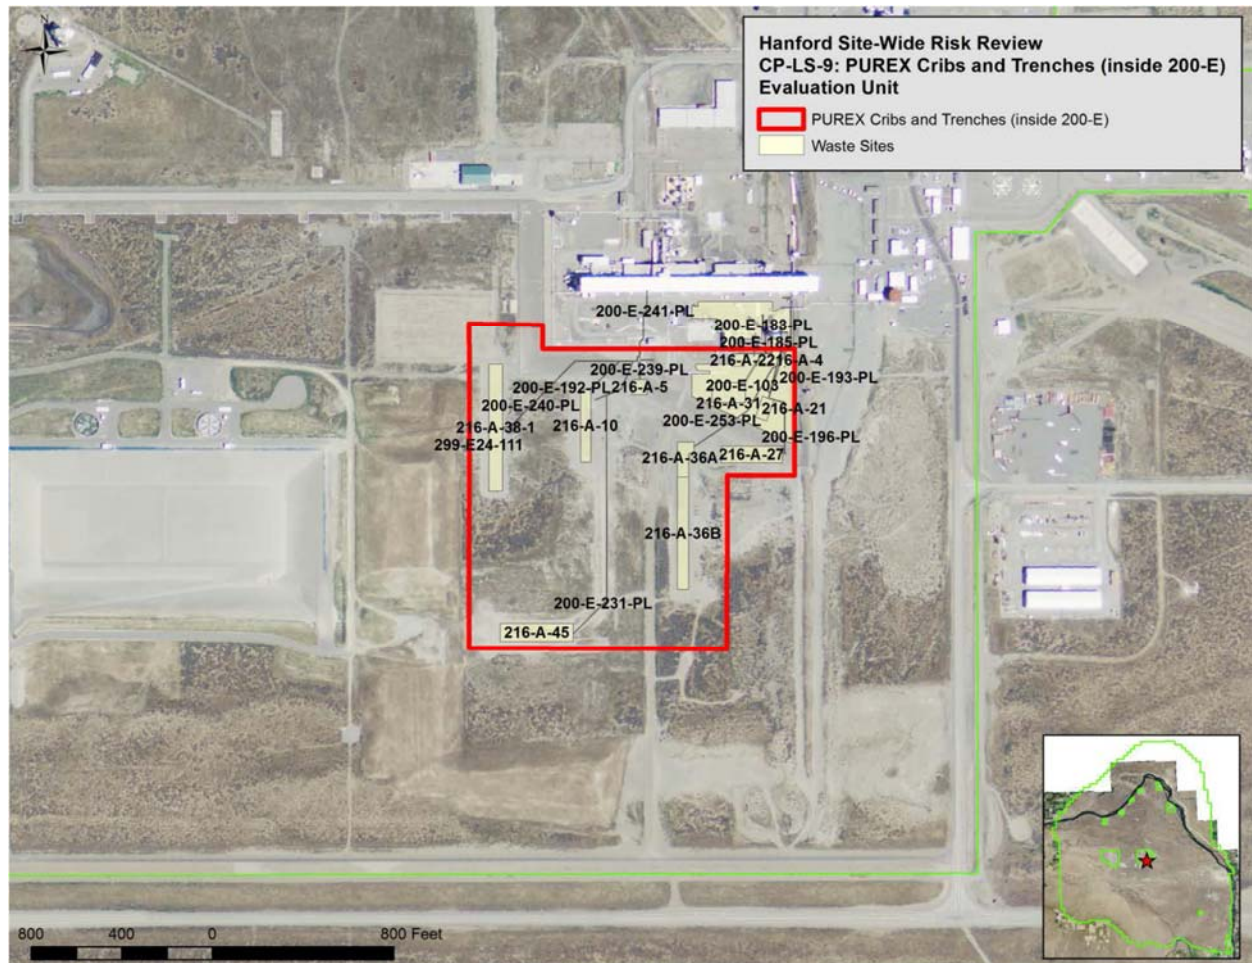 Hanford Site-Wide Risk Review
CP-LS-9: PUREX Cribs and Trenches (inside 200-E)
Evaluation Unit
PUREX Cribs and Trenches (inside 200-E)
Waste Sites
N
200-E-241-PL
200-E-183-PL
200-E-185-PL
216-A-2
216-A-4
200-E-239-PL
200-E-193-PL
200-E-192-PL
216-A-5
200-E-103
200-E-240-PL
216-A-31
216-A-21
200-E-253-PL
216-A-38-1
216-A-10
200-E-196-PL
299-E24-111
216-A-36A
216-A-27
216-A-36B
200-E-231-PL
216-A-45
800 400 0 800 Feet